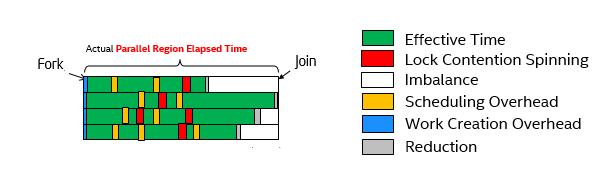 Actual Parallel Region Elapsed Time
Fork
Join
Effective Time
Lock Contention Spinning
Imbalance
Scheduling Overhead
Work Creation Overhead
Reduction